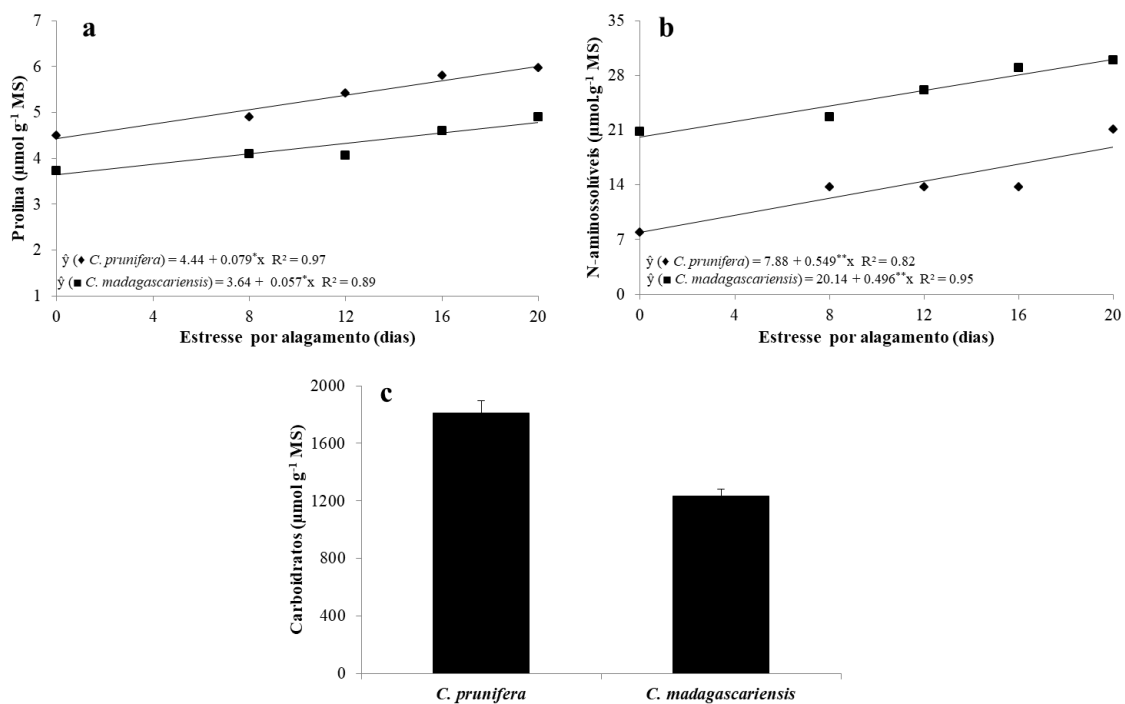 a
Prolina (µmol g⁻¹ MS)
7
6
5
4
3
2
1
ŷ (♦ C. prunifera) = 4.44 + 0.079*x R² = 0.97
ŷ (■ C. madagascariensis) = 3.64 + 0.057*x R² = 0.89
0 4 8 12 16 20
Estresse por alagamento (dias)
b
N-aminossolúveis (µmol.g⁻¹ MS)
35
28
21
14
7
0
ŷ (♦ C. prunifera) = 7.88 + 0.549**x R² = 0.82
ŷ (■ C. madagascariensis) = 20.14 + 0.496**x R² = 0.95
0 4 8 12 16 20
Estresse por alagamento (dias)
c
Carboidratos (µmol g⁻¹ MS)
2000
1600
1200
800
400
0
C. prunifera C. madagascariensis